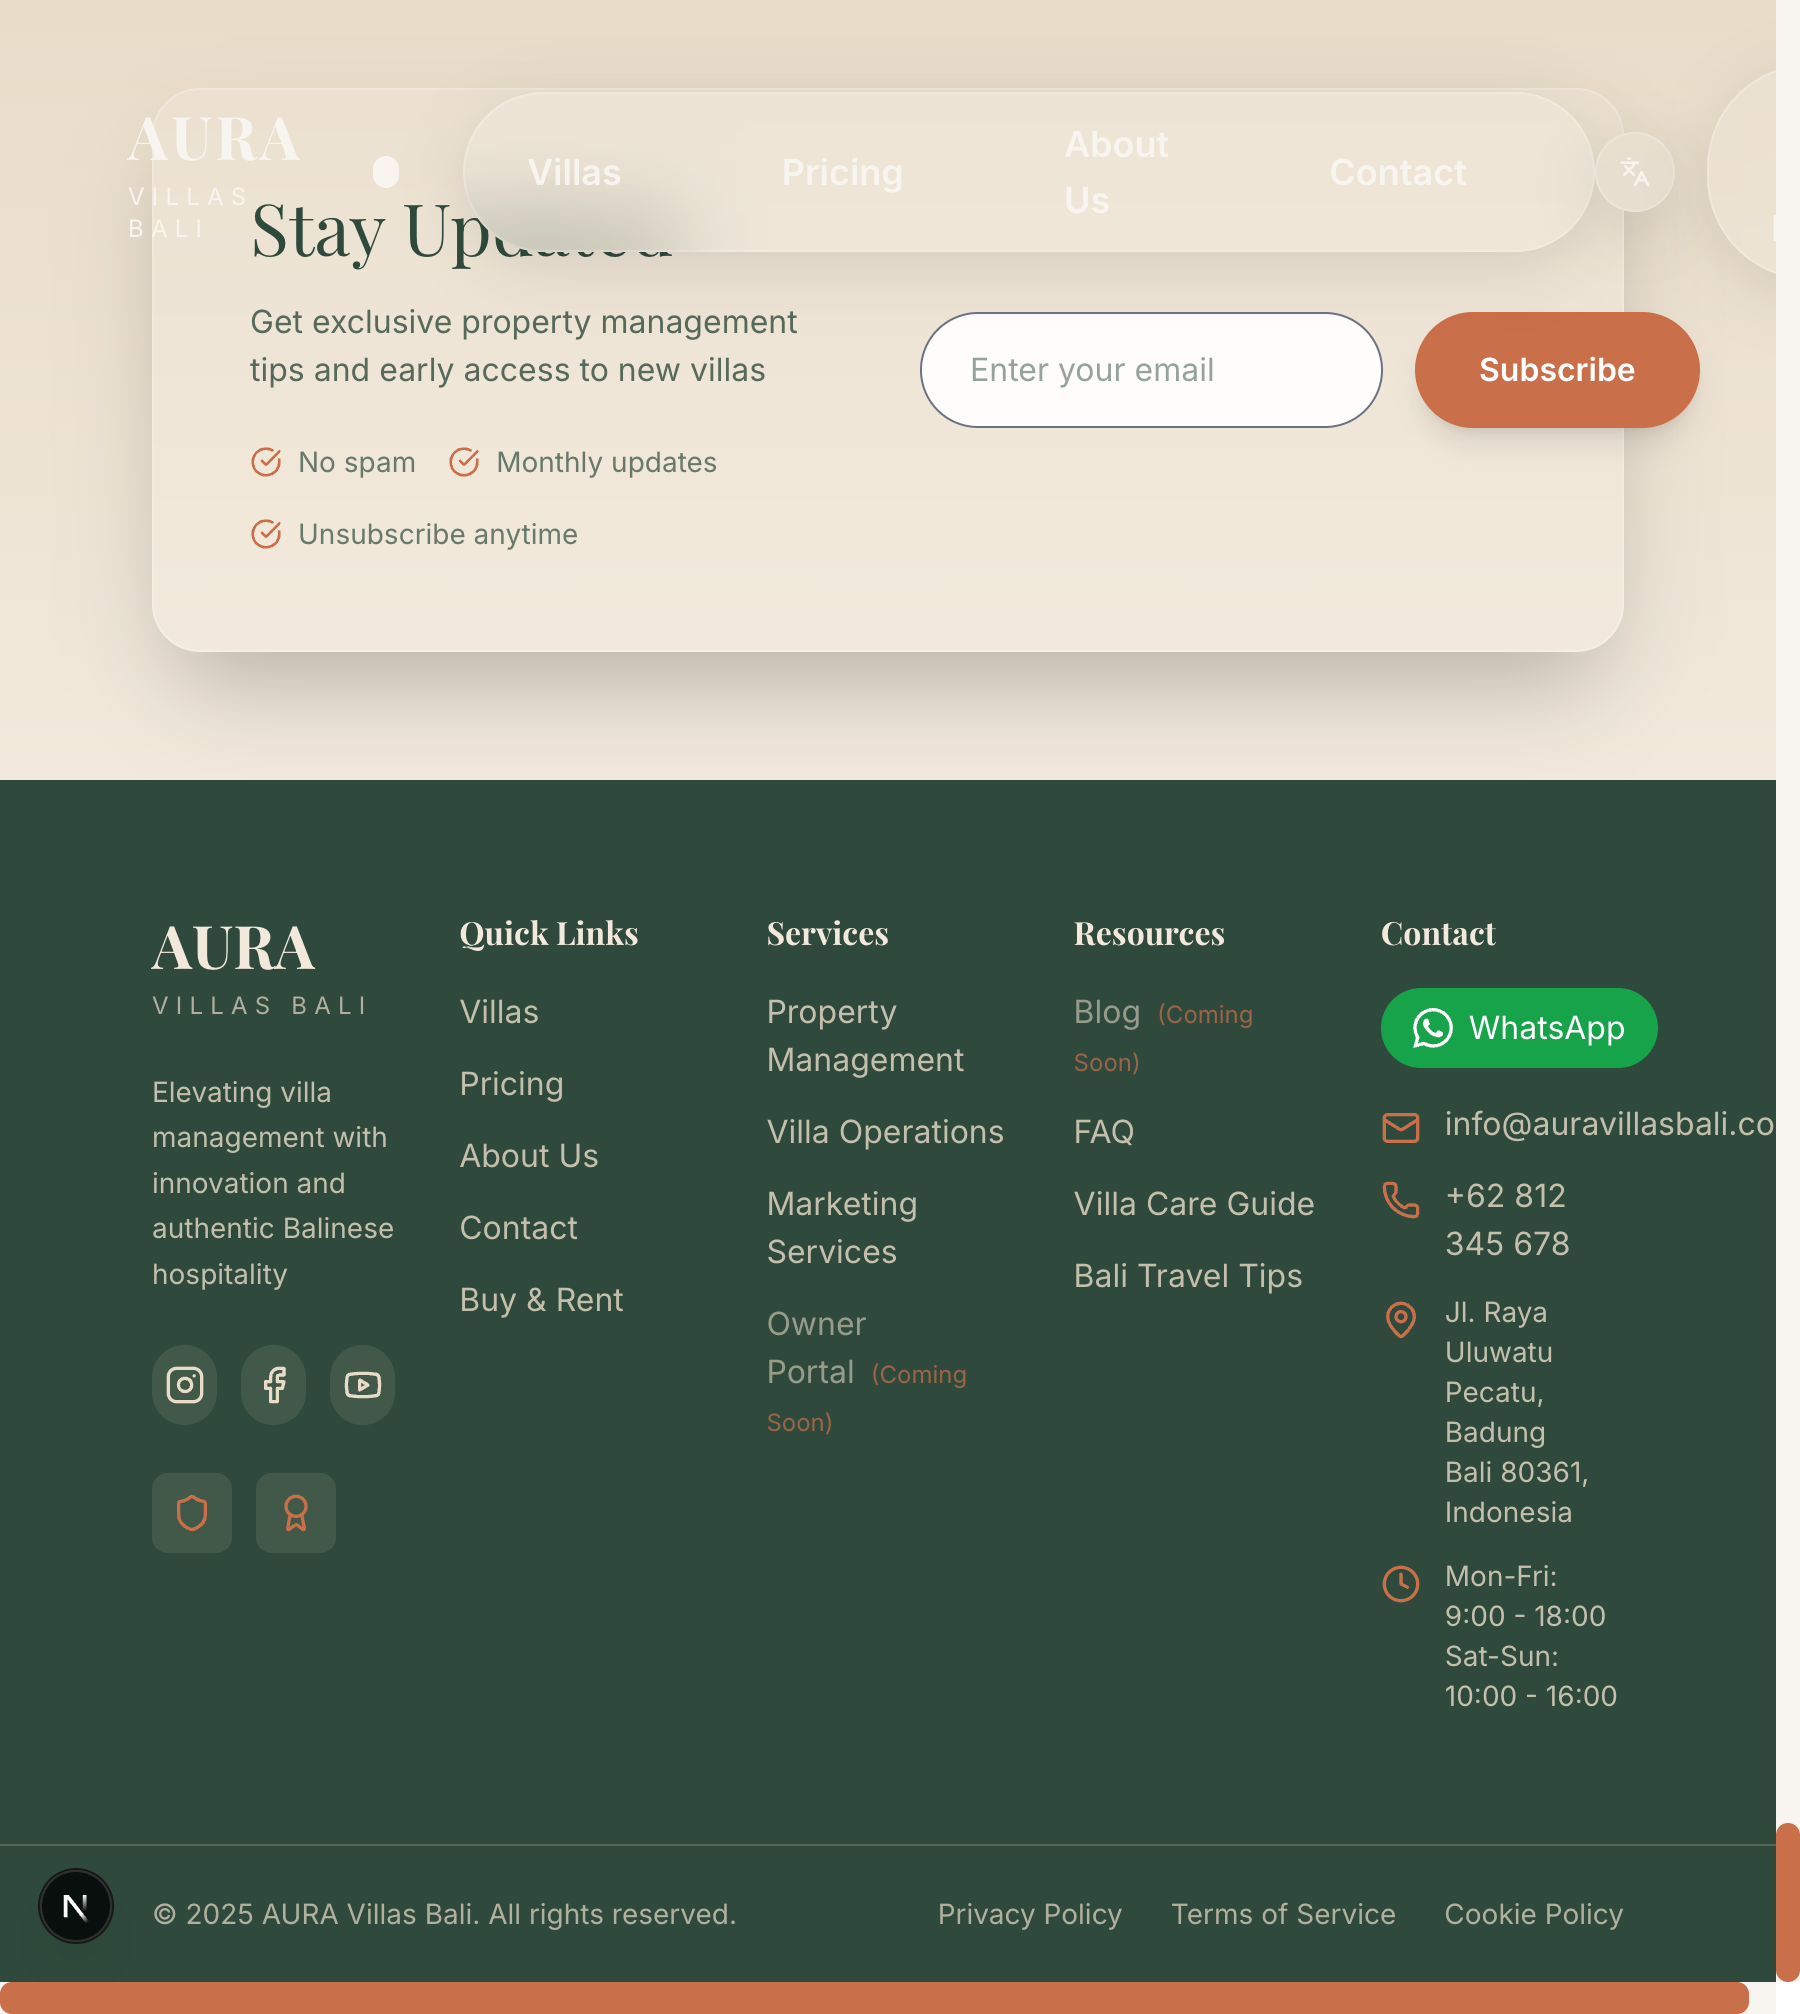 AURA
VILLAS
BALI
Villas
Pricing
About
Us
Contact
Stay Updated
Get exclusive property management
tips and early access to new villas
No spam
Monthly updates
Unsubscribe anytime
Enter your email
Subscribe
AURA
VILLAS BALI
Elevating villa
management with
innovation and
authentic Balinese
hospitality
Quick Links
Villas
Pricing
About Us
Contact
Buy & Rent
Services
Property
Management
Villa Operations
Marketing
Services
Owner
Portal (Coming
Soon)
Resources
Blog (Coming
Soon)
FAQ
Villa Care Guide
Bali Travel Tips
Contact
WhatsApp
info@auravillasbali.co
+62 812
345 678
Jl. Raya
Uluwatu
Pecatu,
Badung
Bali 80361,
Indonesia
Mon-Fri:
9:00 - 18:00
Sat-Sun:
10:00 - 16:00
N
© 2025 AURA Villas Bali. All rights reserved.
Privacy Policy
Terms of Service
Cookie Policy